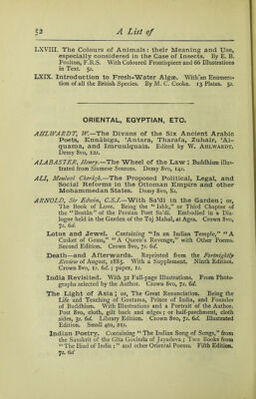 52 A List of
LXVIII. The Colours of Animals: their Meaning and Use,
especially considered in the Case of Insects. By E. B.
Poulton, F.R.S. With Coloured Frontispiece and 66 Illustrations
in Text. 5s.
LXIX. Introduction to Fresh-Water Algæ. With an Enumera-
tion of all the British Species. By M. C. Cooke. 13 Plates. 5s.
ORIENTAL, EGYPTIAN, ETC.
AHLWARDT, W.—The Divans of the Six Ancient Arabic
Poets, Ennábiga, 'Antara, Tharafa, Zuhair, 'Al-
quama, and Imruulquais. Edited by W. AHLWARDT.
Demy 8vo, 12s.
ALABASTER, Henry.—The Wheel of the Law: Buddhism illus-
trated from Siamese Sources. Demy 8vo, 14s.
ALI, Moulaví Cherágh.—The Proposed Political, Legal, and
Social Reforms in the Ottoman Empire and other
Mohammedan States. Demy 8vo, 8s.
ARNOLD, Sir Edwin, C.S.I.—With Sa'di in the Garden; or,
The Book of Love. Being the "Ishk," or Third Chapter of
the "Bostân" of the Persian Poet Sa'di. Embodied in a Dia-
logue held in the Garden of the Taj Mahal, at Agra. Crown 8vo,
7s. 6d.
Lotus and Jewel. Containing "In an Indian Temple," "A
Casket of Gems," "A Queen's Revenge," with Other Poems.
Second Edition. Crown 8vo, 7s. 6d.
Death—and Afterwards. Reprinted from the Fortnightly
Review of August, 1885. With a Supplement. Ninth Edition.
Crown 8vo, 1s. 6d.; paper, 1s.
India Revisited. With 32 Full-page Illustrations. From Photo-
graphs selected by the Author. Crown 8vo, 7s. 6d.
The Light of Asia; or, The Great Renunciation. Being the
Life and Teaching of Gautama, Prince of India, and Founder
of Buddhism. With Illustrations and a Portrait of the Author.
Post 8vo, cloth, gilt back and edges; or half-parchment, cloth
sides, 3s. 6d. Library Edition. Crown 8vo, 7s. 6d. Illustrated
Edition. Small 4to, 21s.
Indian Poetry. Containing "The Indian Song of Songs," from
the Sanskrit of the Gîta Govinda of Jayadeva; Two Books from
"The Iliad of India;" and other Oriental Poems. Fifth Edition.
7s. 6d